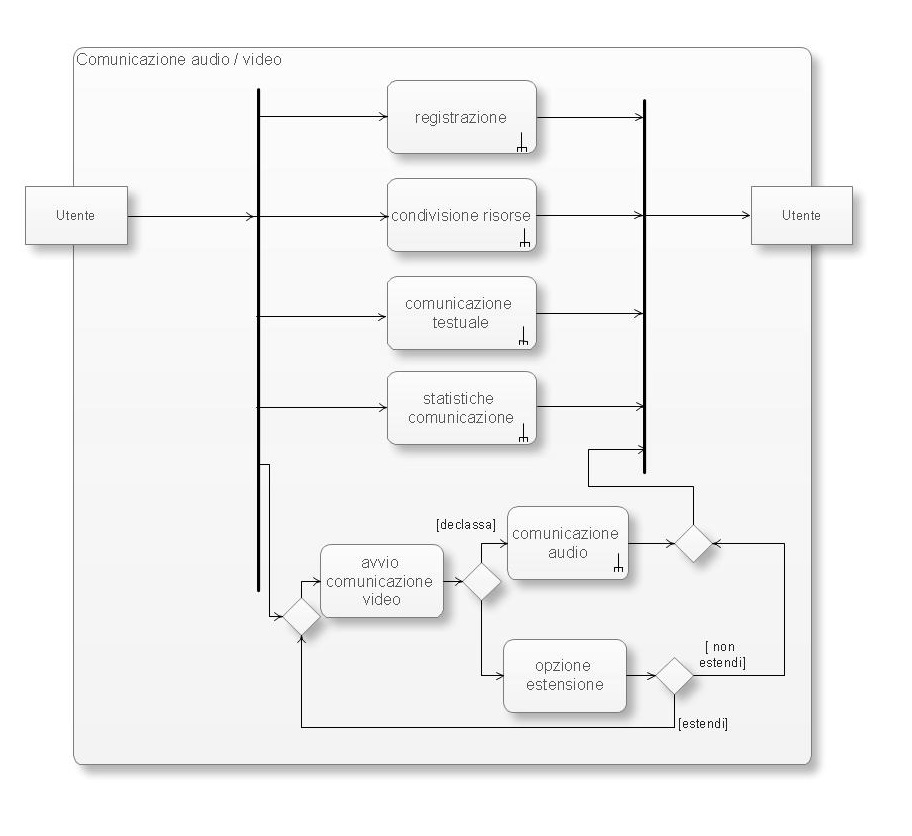 Comunicazione audio / video
registrazione
Utente
condivisione risorse
Utente
comunicazione
testuale
statistiche
comunicazione
[declassa]
comunicazione
audio
avvio
comunicazione
video
opzione
estensione
[ non
estendi]
[estendi]